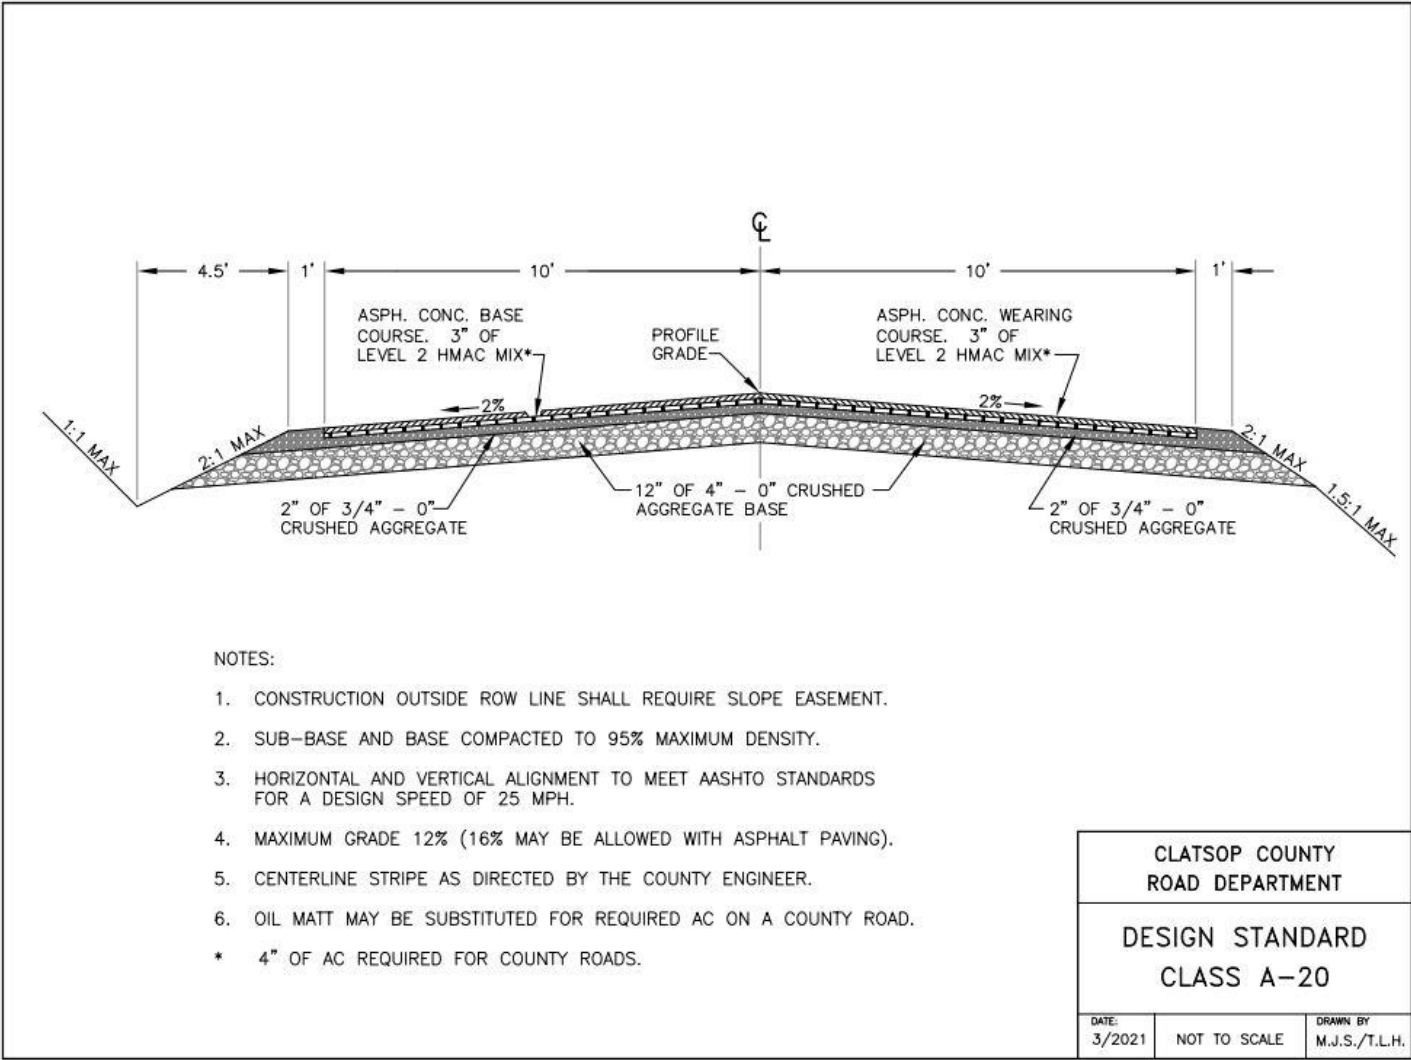 ℄
4.5'
1'
10'
10'
1'
ASPH. CONC. BASE
COURSE. 3" OF
LEVEL 2 HMAC MIX*
PROFILE
GRADE
ASPH. CONC. WEARING
COURSE. 3" OF
LEVEL 2 HMAC MIX*
2%
2%
1:1 MAX
2:1 MAX
2:1 MAX
1.5:1 MAX
2" OF 3/4" – 0"
CRUSHED AGGREGATE
12" OF 4" – 0" CRUSHED
AGGREGATE BASE
2" OF 3/4" – 0"
CRUSHED AGGREGATE
NOTES:
1. CONSTRUCTION OUTSIDE ROW LINE SHALL REQUIRE SLOPE EASEMENT.
2. SUB–BASE AND BASE COMPACTED TO 95% MAXIMUM DENSITY.
3. HORIZONTAL AND VERTICAL ALIGNMENT TO MEET AASHTO STANDARDS
FOR A DESIGN SPEED OF 25 MPH.
4. MAXIMUM GRADE 12% (16% MAY BE ALLOWED WITH ASPHALT PAVING).
5. CENTERLINE STRIPE AS DIRECTED BY THE COUNTY ENGINEER.
6. OIL MATT MAY BE SUBSTITUTED FOR REQUIRED AC ON A COUNTY ROAD.
* 4" OF AC REQUIRED FOR COUNTY ROADS.
CLATSOP COUNTY
ROAD DEPARTMENT
DESIGN STANDARD
CLASS A–20
DATE:
3/2021
NOT TO SCALE
DRAWN BY
M.J.S./T.L.H.